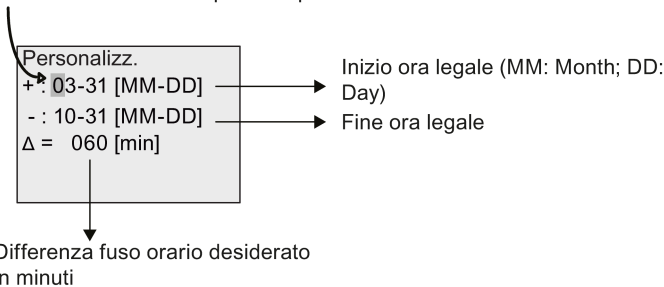 Personalizz.
+ : 03-31 [MM-DD]
- : 10-31 [MM-DD]
Δ = 060 [min]
Inizio ora legale (MM: Month; DD:
Day)
Fine ora legale
Differenza fuso orario desiderato
in minuti